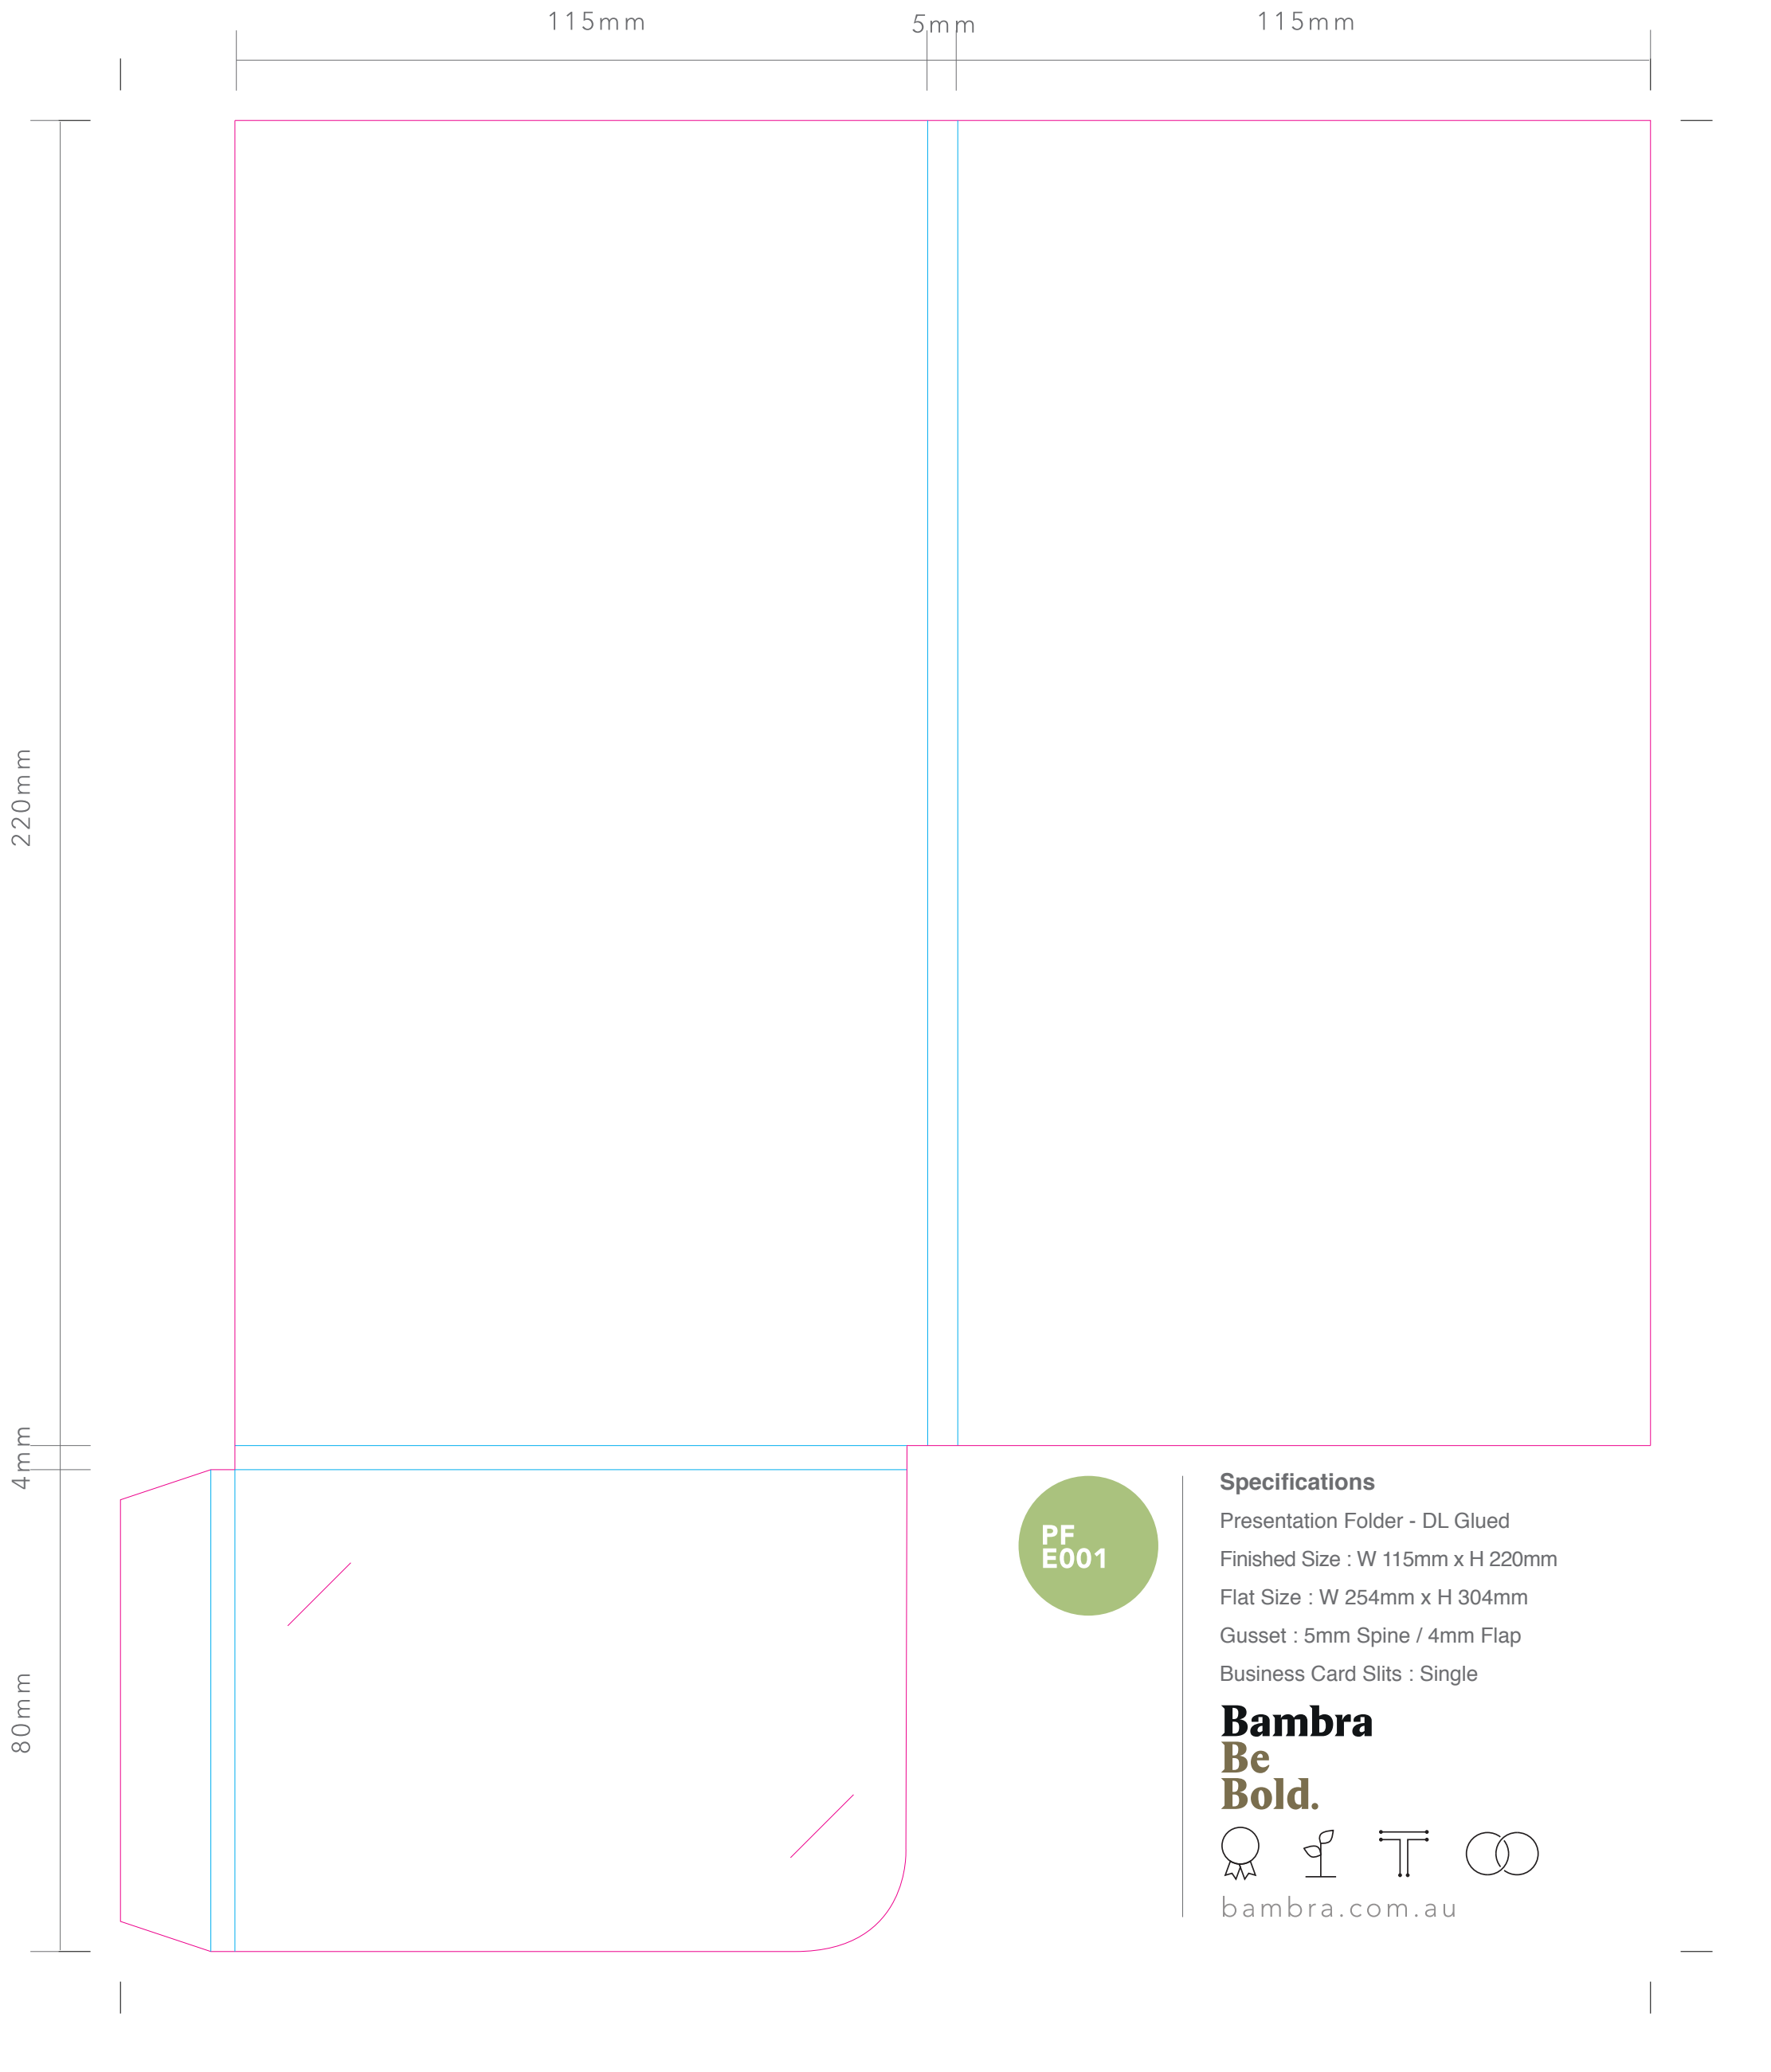 115mm
5mm
115mm
220mm
4mm
80mm
PF
E001
Specifications
Presentation Folder - DL Glued
Finished Size : W 115mm x H 220mm
Flat Size : W 254mm x H 304mm
Gusset : 5mm Spine / 4mm Flap
Business Card Slits : Single
Bambra
Be
Bold.
bambra.com.au